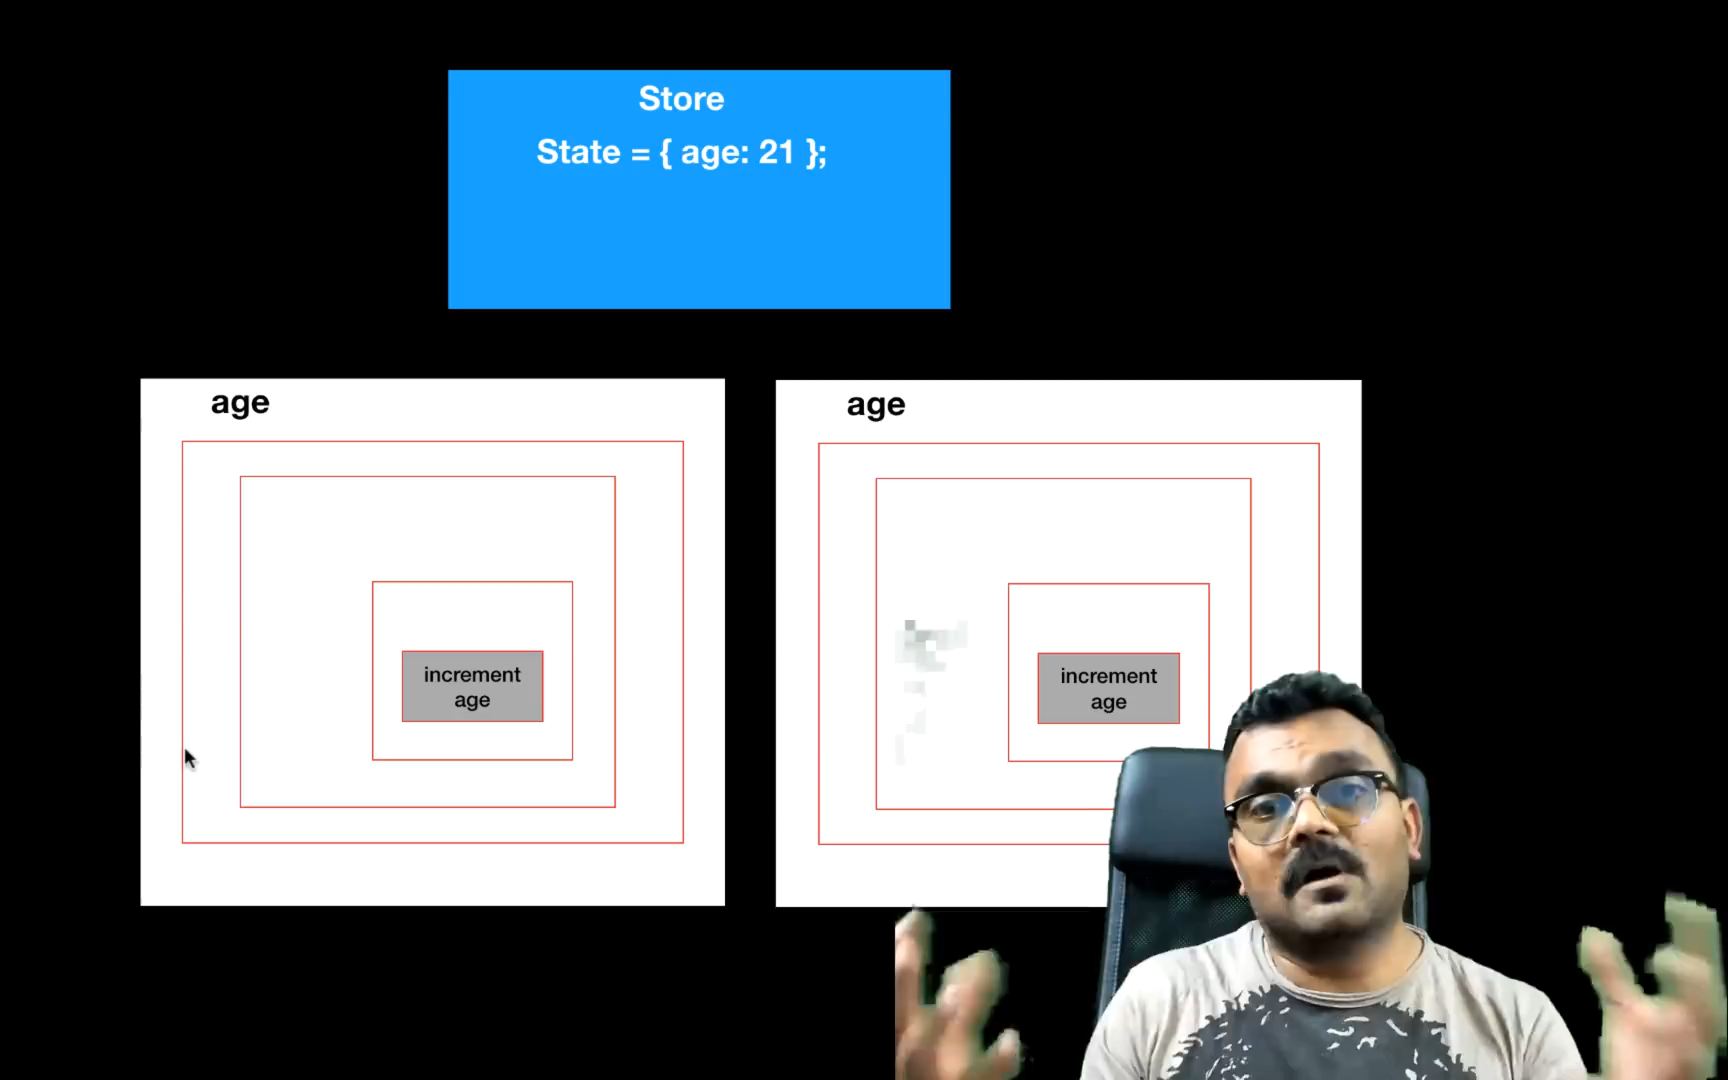 Store
State = { age: 21 };
age
increment
age
age
increment
age